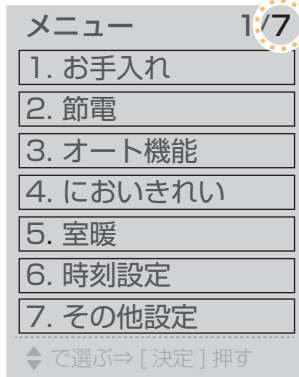 メニュー 1/7
1. お手入れ
2. 節電
3. オート機能
4. においきれい
5. 室暖
6. 時刻設定
7. その他設定
で選ぶ⇒ [ 決定 ] 押す